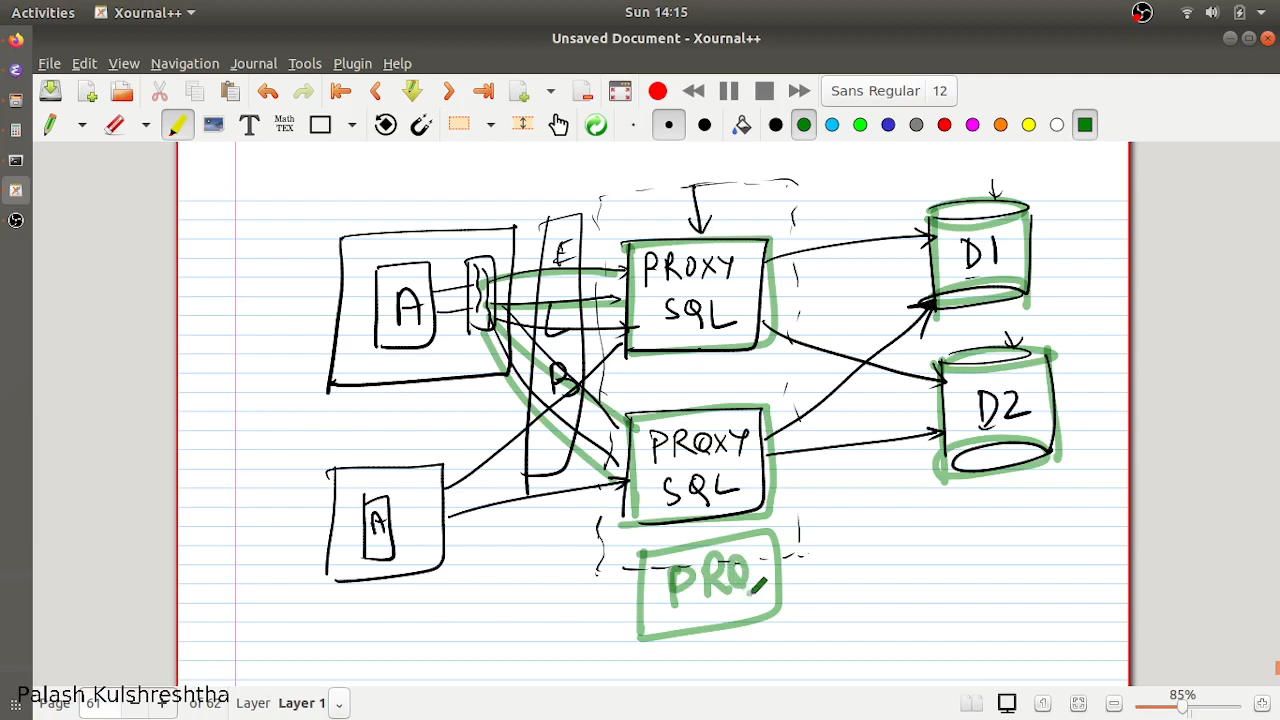 Activities Xournal++ Sun 14:15
Unsaved Document - Xournal++
File Edit View Navigation Journal Tools Plugin Help
Sans Regular 12
Math
TEX
A
E
L
B
PROXY
SQL
D1
D2
PROXY
SQL
A
PRO
Palash Kulshreshtha
Page 61 of 62 Layer Layer 1 85%